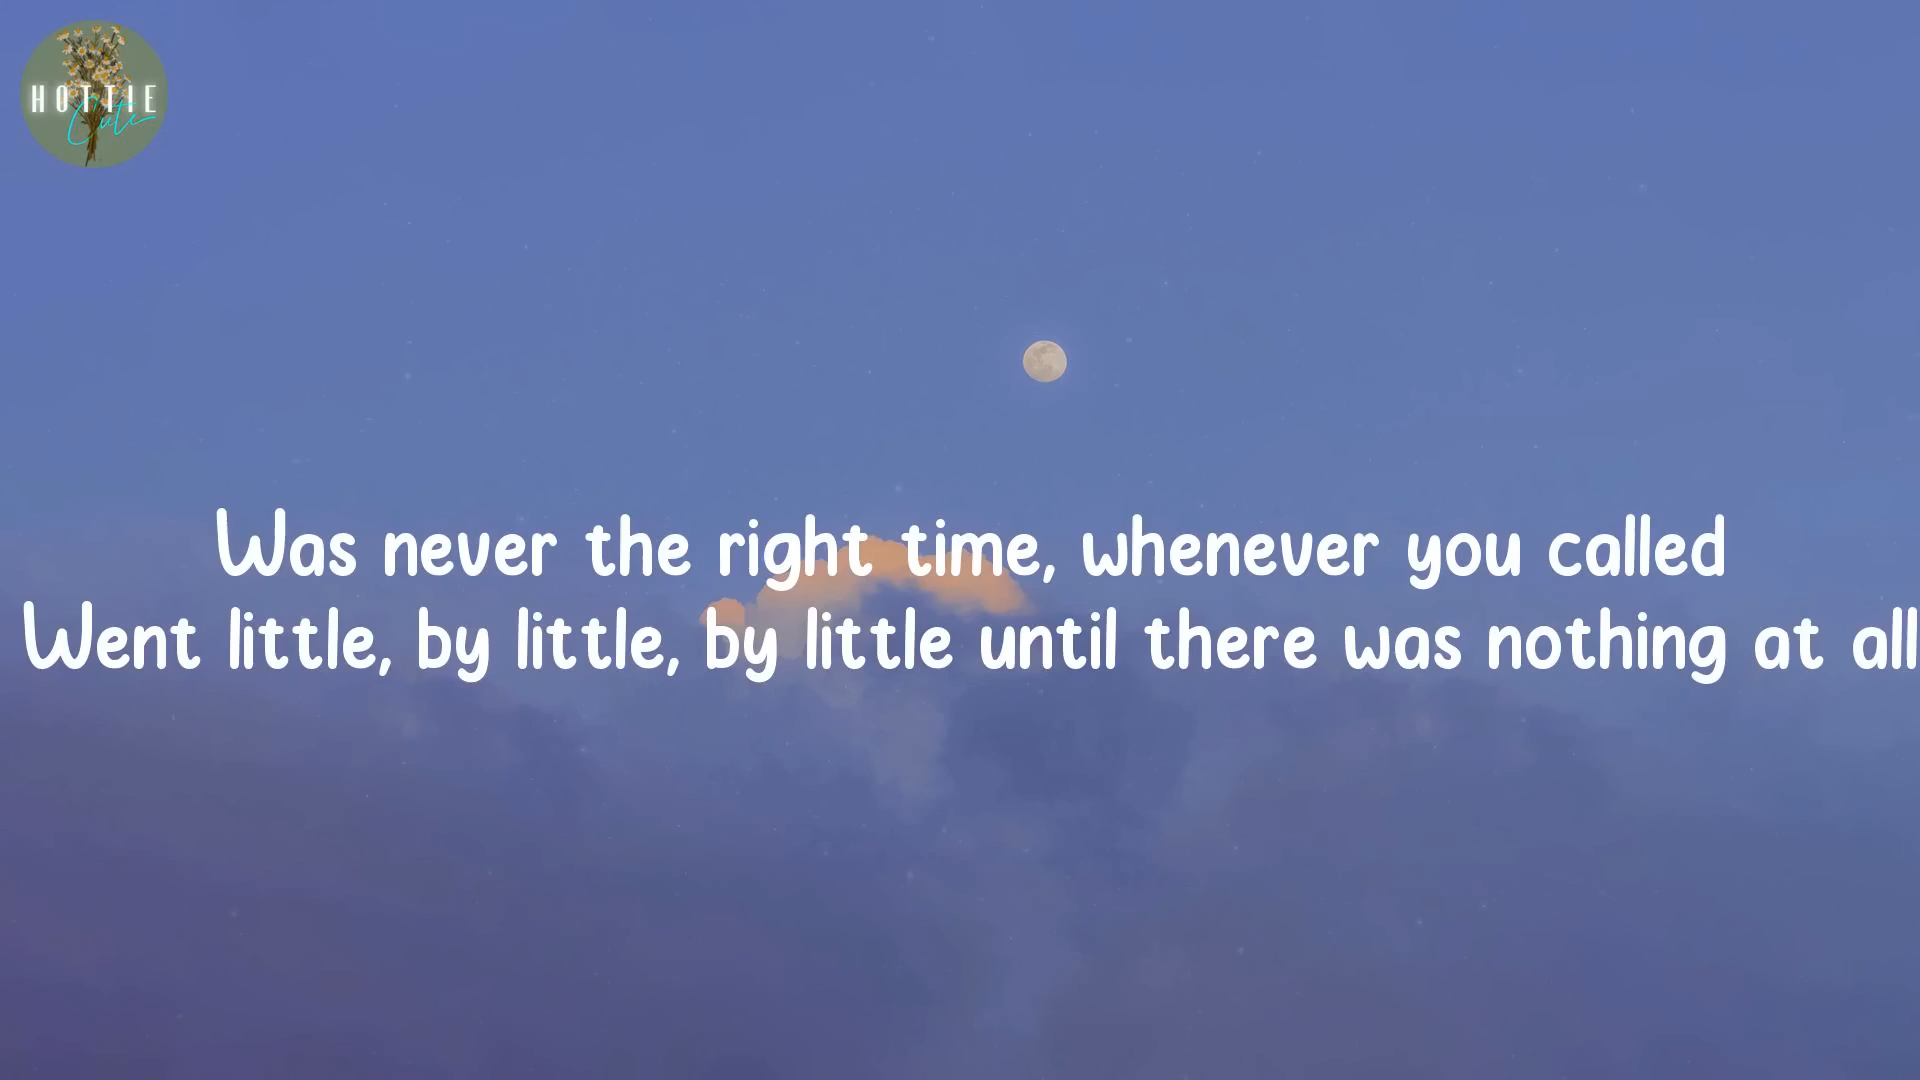 HOTTIE
Cute
Was never the right time, whenever you called
Went little, by little, by little until there was nothing at all